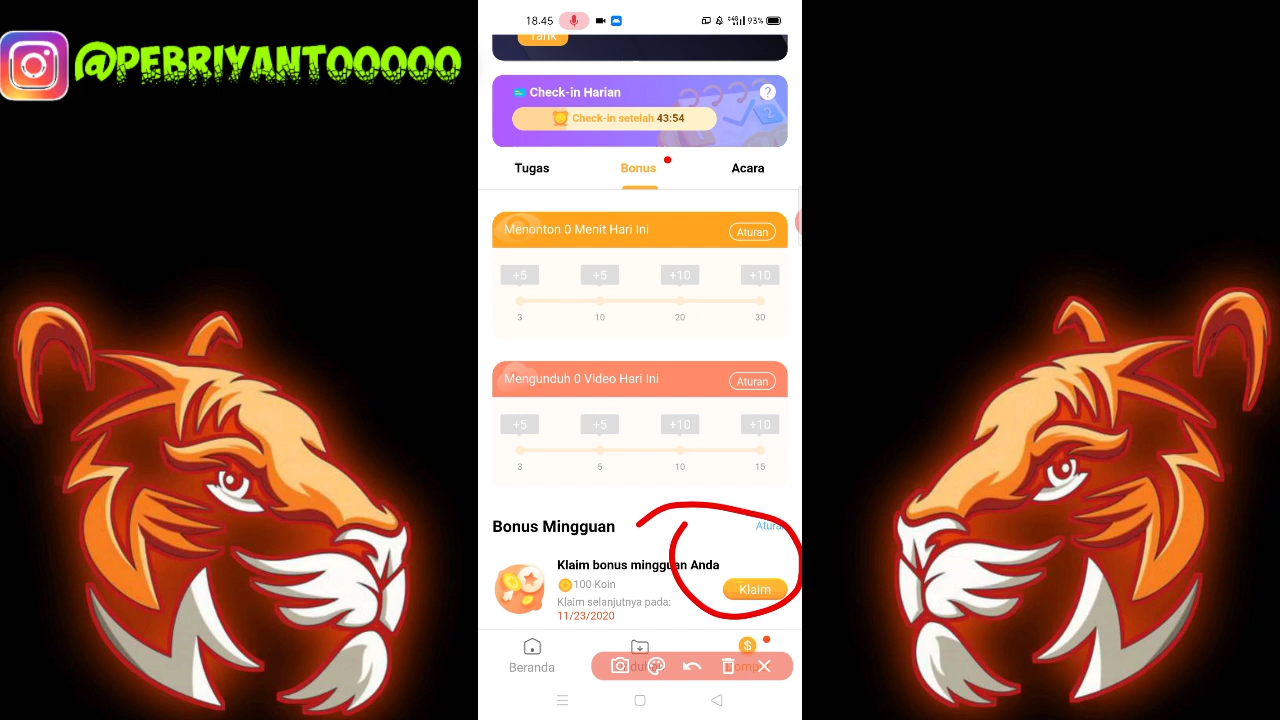 @PEBRIYANTOOOOO
18.45
93%
Tarik
Check-in Harian
?
Check-in setelah 43:54
Tugas Bonus Acara
Menonton 0 Menit Hari Ini Aturan
+5 +5 +10 +10
3 10 20 30
Mengunduh 0 Video Hari Ini Aturan
+5 +5 +10 +10
3 5 10 15
Bonus Mingguan Aturan
Klaim bonus mingguan Anda
100 Koin
Klaim
Klaim selanjutnya pada:
11/23/2020
Beranda